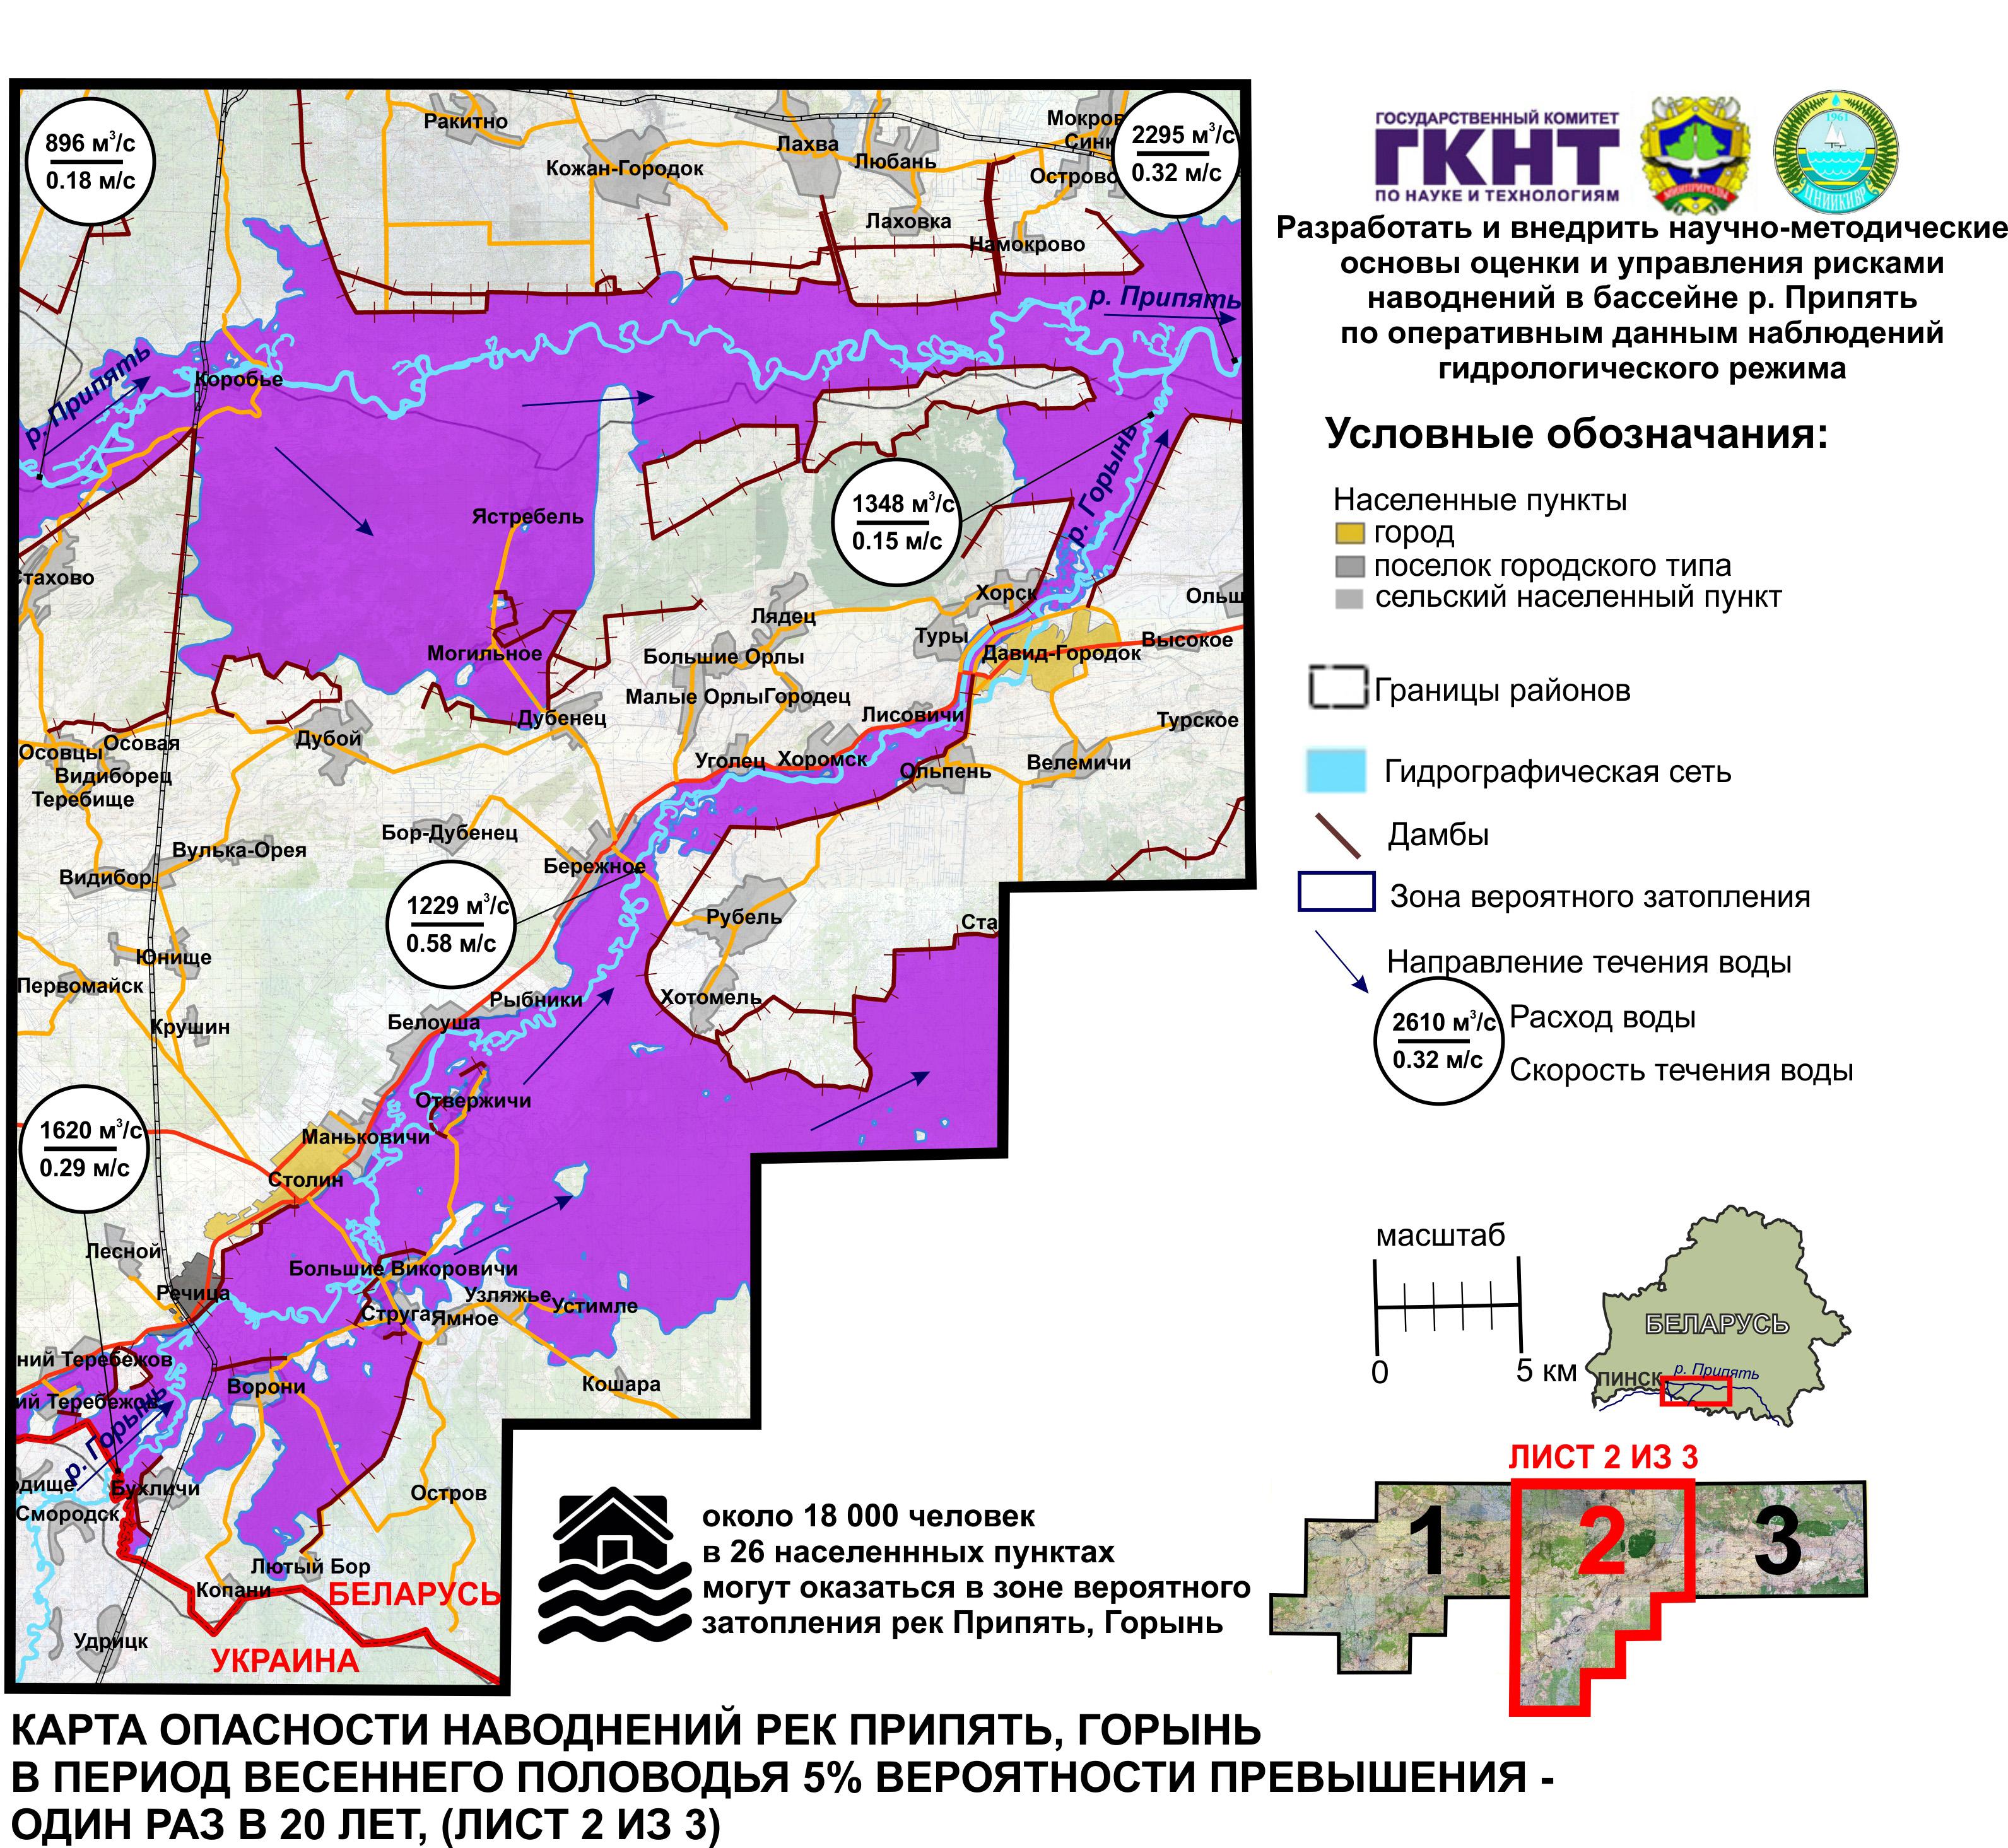 896 м³/с
0.18 м/с
Ракитно
Кожан-Городок
Лахва
Любань
Лаховка
Мокров
Синк
Острово
Намокрово
2295 м³/с
0.32 м/с
р. Припять
р. Припять
Коробье
Ястребель
1348 м³/с
0.15 м/с
р. Горынь
Стахово
Хорск
Ольш
Лядец
Туры
Высокое
Могильное
Большие Орлы
Давид-Городок
Малые Орлы
Городец
Лисовичи
Турское
Дубенец
Дубой
Осовцы
Осовая
Видиборец
Теребище
Уголец
Хоромск
Ольпень
Велемичи
Бор-Дубенец
Вулька-Орея
Бережное
Видибор
1229 м³/с
0.58 м/с
Рубель
Ста
Юнище
Первомайск
Хотомель
Рыбники
Белоуша
Крушин
Отвержичи
1620 м³/с
0.29 м/с
Маньковичи
Столин
Лесной
Большие Викоровичи
Речица
Узляжье
Устимле
Струга
Ямное
ний Теребежов
Ворони
Кошара
ий Теребежов
р. Горынь
одище
Бухличи
Остров
Смородск
Лютый Бор
Копани
БЕЛАРУСЬ
Удрицк
УКРАИНА
ГОСУДАРСТВЕННЫЙ КОМИТЕТ
ГКНТ
ПО НАУКЕ И ТЕХНОЛОГИЯМ
МИНПРИРОДЫ
1961
ЦНИИКИВР
Разработать и внедрить научно-методические
основы оценки и управления рисками
наводнений в бассейне р. Припять
по оперативным данным наблюдений
гидрологического режима
Условные обозначания:
Населенные пункты
город
поселок городского типа
сельский населенный пункт
Границы районов
Гидрографическая сеть
Дамбы
Зона вероятного затопления
Направление течения воды
2610 м³/с
0.32 м/с
Расход воды
Скорость течения воды
масштаб
0
5 км
БЕЛАРУСЬ
ПИНСК
р. Припять
ЛИСТ 2 ИЗ 3
1
2
3
около 18 000 человек
в 26 населеннных пунктах
могут оказаться в зоне вероятного
затопления рек Припять, Горынь
КАРТА ОПАСНОСТИ НАВОДНЕНИЙ РЕК ПРИПЯТЬ, ГОРЫНЬ
В ПЕРИОД ВЕСЕННЕГО ПОЛОВОДЬЯ 5% ВЕРОЯТНОСТИ ПРЕВЫШЕНИЯ -
ОДИН РАЗ В 20 ЛЕТ, (ЛИСТ 2 ИЗ 3)